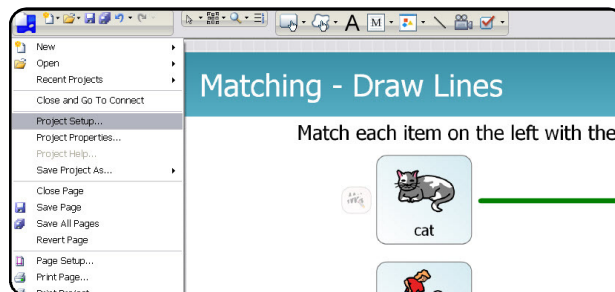 A M
New
Open
Recent Projects
Close and Go To Connect
Project Setup...
Project Properties...
Project Help...
Save Project As...
Close Page
Save Page
Save All Pages
Revert Page
Page Setup...
Print Page...
Print Project
Matching - Draw Lines
Match each item on the left with the
cat